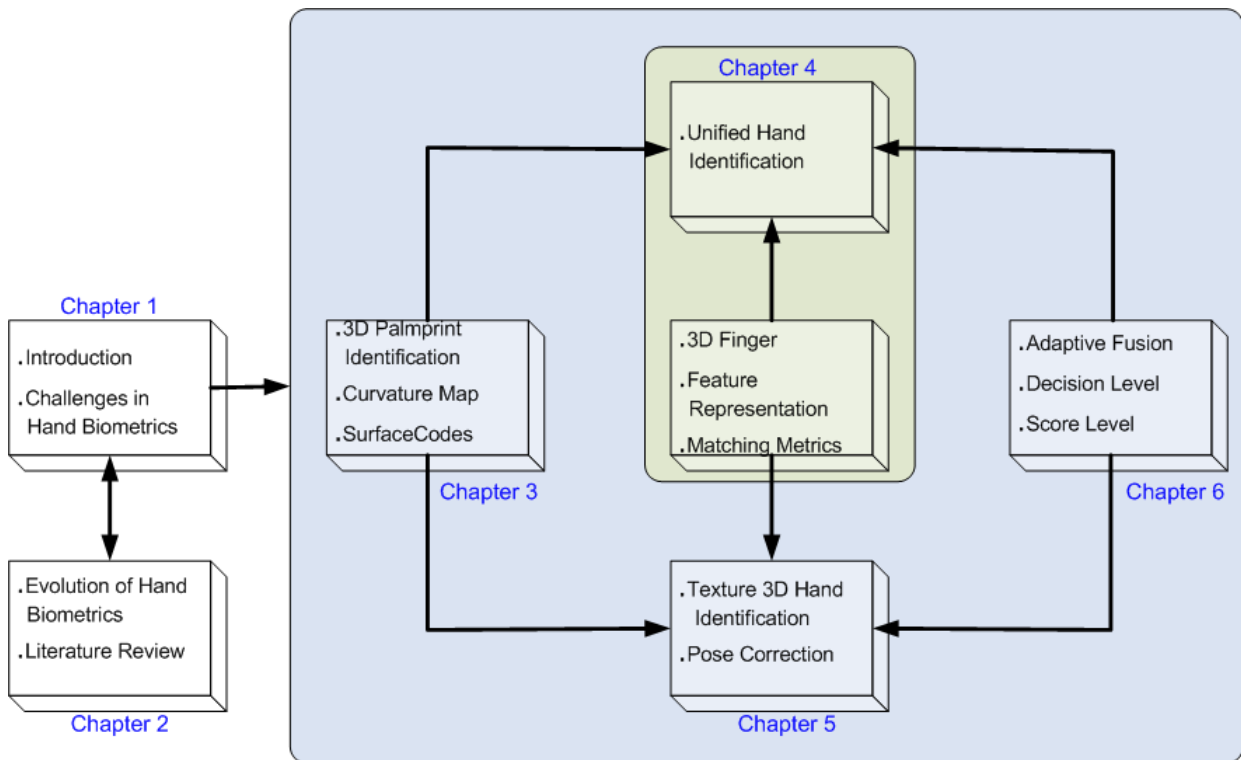 Chapter 4
.Unified Hand
Identification
Chapter 1
.Introduction
.Challenges in
Hand Biometrics
.3D Palmprint
Identification
.Curvature Map
.SurfaceCodes
Chapter 3
.3D Finger
.Feature
Representation
.Matching Metrics
.Adaptive Fusion
.Decision Level
.Score Level
Chapter 6
.Evolution of Hand
Biometrics
.Literature Review
Chapter 2
.Texture 3D Hand
Identification
.Pose Correction
Chapter 5